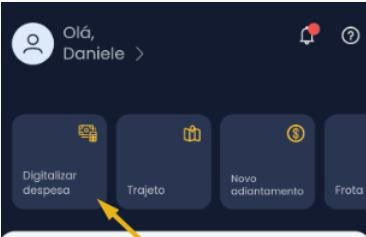 Olá,
Daniele >
Digitalizar
despesa
Trajeto
Novo
adiantamento
Frota